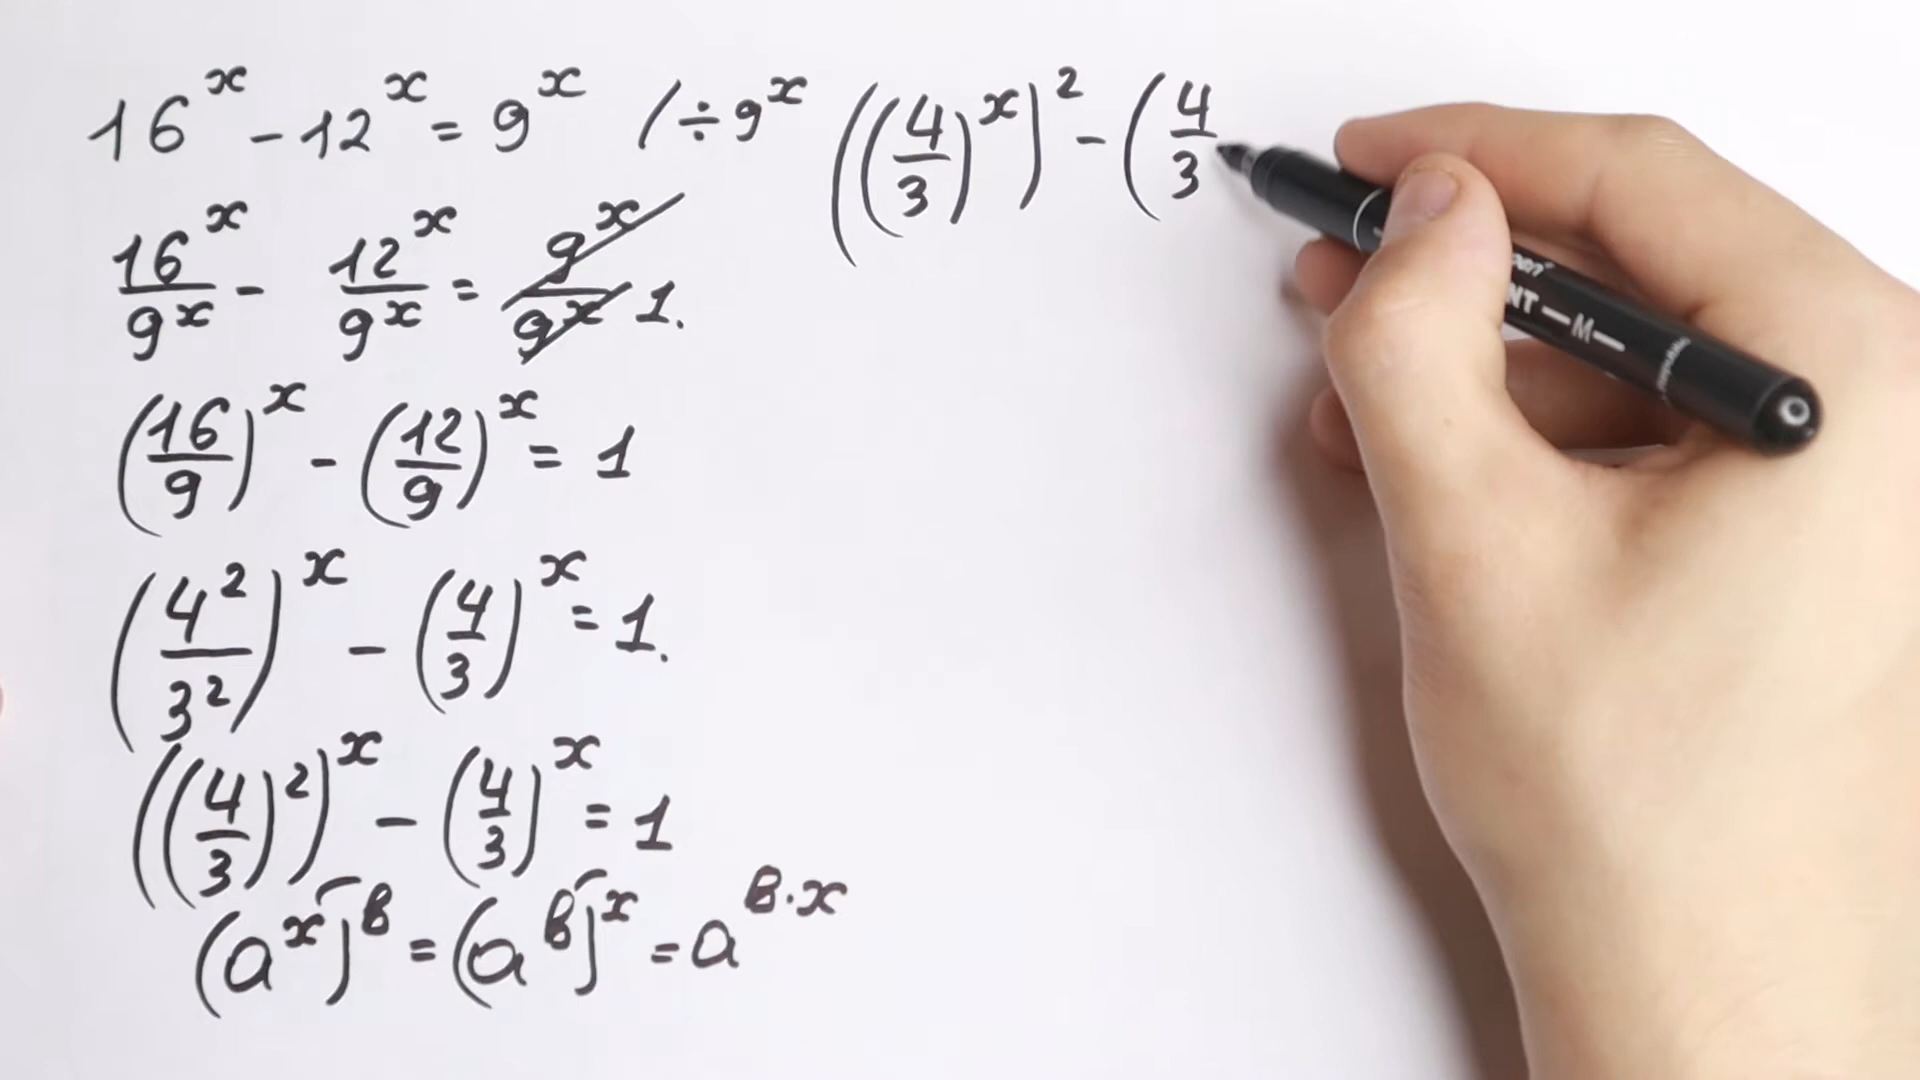 16^x - 12^x = 9^x / ÷ 9^x
16^x/9^x - 12^x/9^x = 9^x/9^x 1.
(16/9)^x - (12/9)^x = 1
(4^2/3^2)^x - (4/3)^x = 1.
((4/3)^2)^x - (4/3)^x = 1
(a^x)^b = (a^b)^x = a^b·x
((4/3)^x)^2 - (4/3
NT —M—